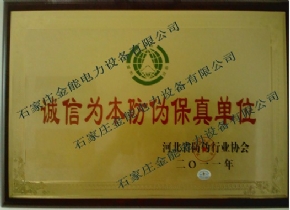 诚信为本防伪保真单位
河北省防伪行业协会
二〇一一年
石家庄金能电力设备有限公司
石家庄金能电力设备有限公司
石家庄金能电力设备有限公司